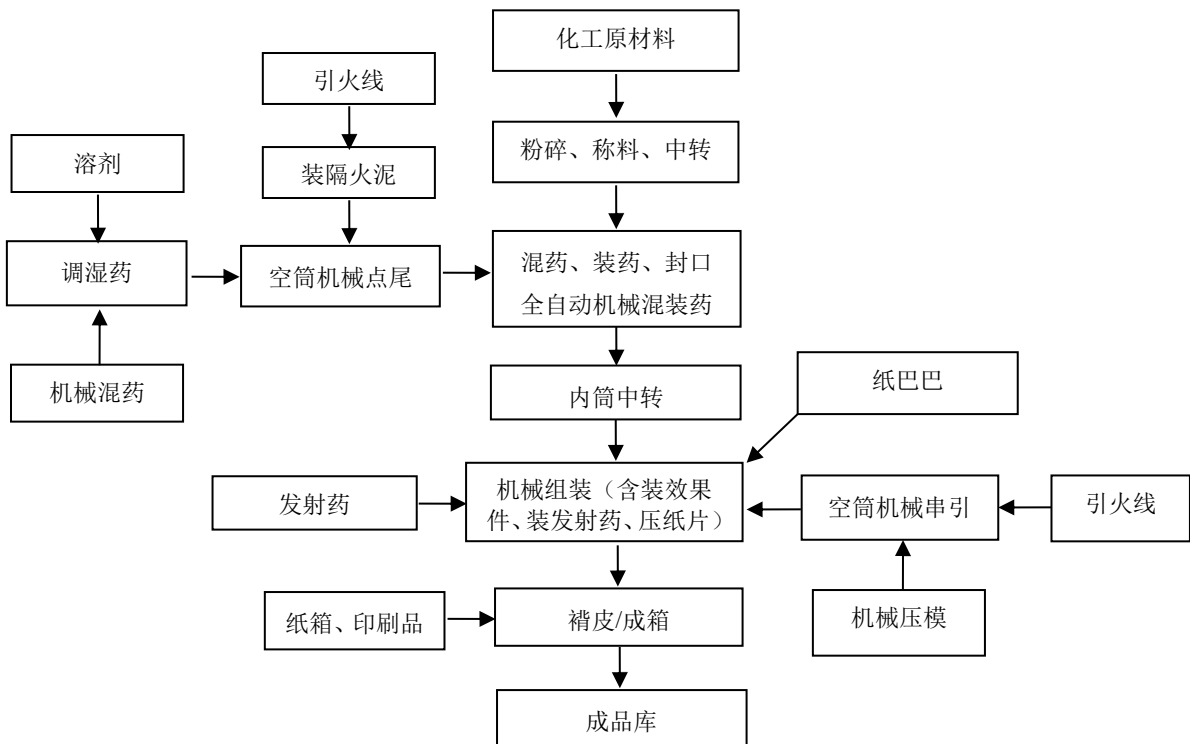 化工原材料
引火线
粉碎、称料、中转
溶剂
装隔火泥
调湿药
空筒机械点尾
混药、装药、封口
全自动机械混装药
机械混药
内筒中转
纸巴巴
发射药
机械组装（含装效果
件、装发射药、压纸片）
空筒机械串引
引火线
纸箱、印刷品
褙皮/成箱
机械压模
成品库